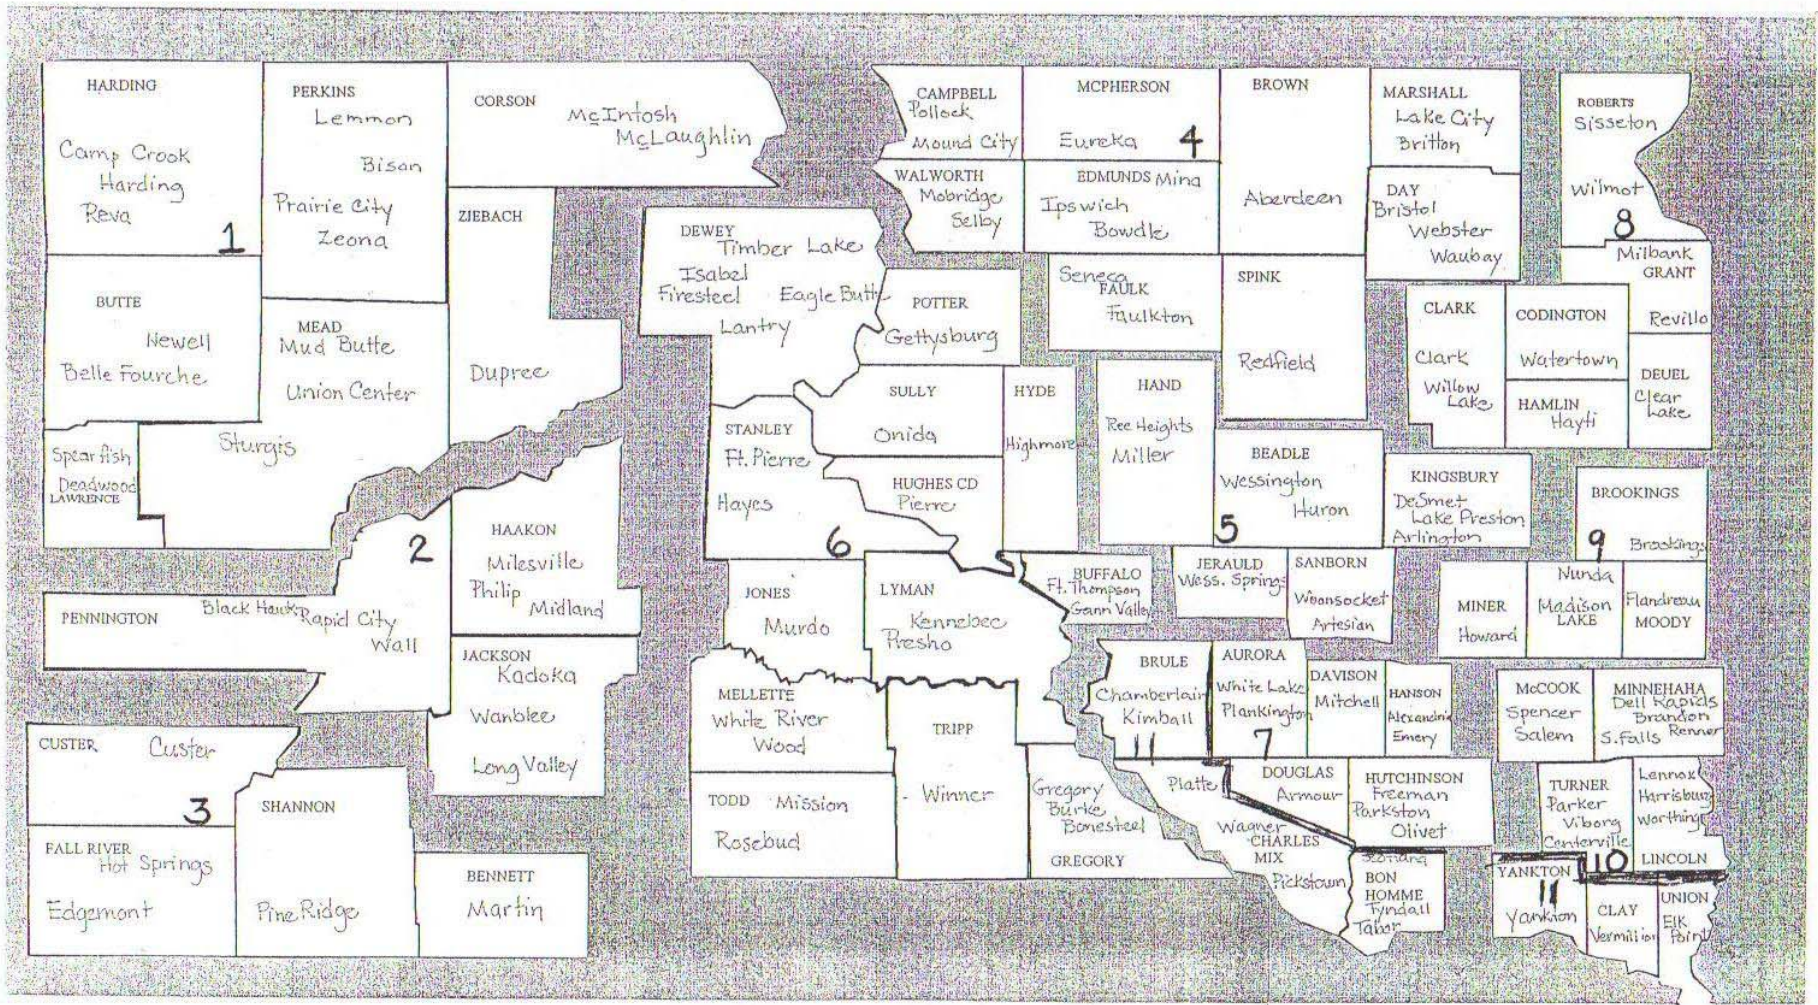 HARDING
Camp Crook
Harding
Reva
1
PERKINS
Lemmon
Bison
Prairie City
Zeona
CORSON
McIntosh
McLaughlin
ZIEBACH
Dupree
BUTTE
Newell
Belle Fourche
MEAD
Mud Butte
Union Center
Sturgis
Spearfish
Deadwood
LAWRENCE
2
PENNINGTON
Black Hawk
Rapid City
Wall
HAAKON
Milesville
Philip
Midland
JACKSON
Kadoka
Wanblee
Long Valley
CUSTER
Custer
3
FALL RIVER
Hot Springs
Edgemont
SHANNON
Pine Ridge
BENNETT
Martin
CAMPBELL
Pollock
Mound City
MCPHERSON
Eureka
4
BROWN
Aberdeen
MARSHALL
Lake City
Britton
ROBERTS
Sisseton
Wilmot
8
WALWORTH
Mobridge
Selby
EDMUNDS Mina
Ipswich
Bowdle
DAY
Bristol
Webster
Waubay
Milbank
GRANT
Revillo
DEWEY
Timber Lake
Isabel
Firesteel
Eagle Butte
Lantry
POTTER
Gettysburg
Seneca
FAULK
Faulkton
SPINK
Redfield
CLARK
Clark
Willow
Lake
CODINGTON
Watertown
HAMLIN
Hayti
DEUEL
Clear
Lake
SULLY
Onida
HYDE
Highmore
HAND
Ree Heights
Miller
STANLEY
Ft. Pierre
Hayes
HUGHES CD
Pierre
6
BEADLE
Wessington
Huron
5
KINGSBURY
DeSmet
Lake Preston
Arlington
BROOKINGS
9
Brookings
JONES
Murdo
LYMAN
Kennebec
Presho
BUFFALO
Ft. Thompson
Gann Valley
JERAULD
Wess. Springs
SANBORN
Woonsocket
Artesian
MINER
Howard
Nunda
Madison
LAKE
Flandreau
MOODY
MELLETTE
White River
Wood
TRIPP
Winner
BRULE
Chamberlain
Kimball
11
AURORA
White Lake
Plankington
7
DAVISON
Mitchell
HANSON
Alexandria
Emery
McCOOK
Spencer
Salem
MINNEHAHA
Dell Rapids
Brandon
S. Falls Renner
TODD Mission
Rosebud
Gregory
Burke
Bonesteel
GREGORY
Platte
Wagner
CHARLES
MIX
Pickstown
DOUGLAS
Armour
HUTCHINSON
Freeman
Parkston
Olivet
TURNER
Parker
Viborg
Centerville
Lennox
Harrisburg
Worthing
LINCOLN
10
Scotland
BON
HOMME
Tyndall
Tabor
YANKTON
11
Yankton
CLAY
Vermillion
UNION
Elk
Point